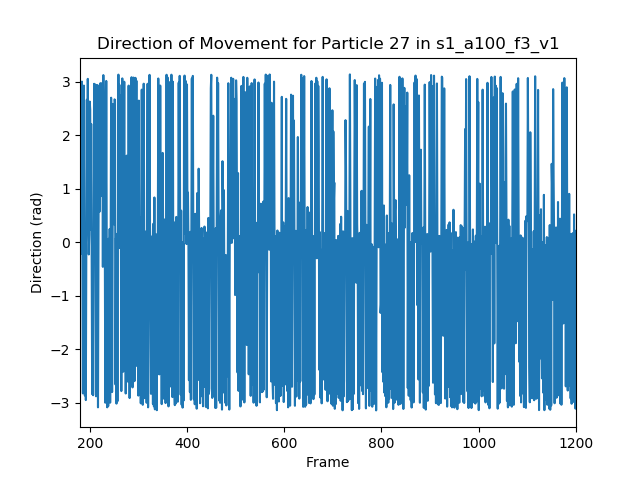 Direction of Movement for Particle 27 in s1_a100_f3_v1
3
2
1
0
−1
−2
−3
Direction (rad)
200 400 600 800 1000 1200
Frame